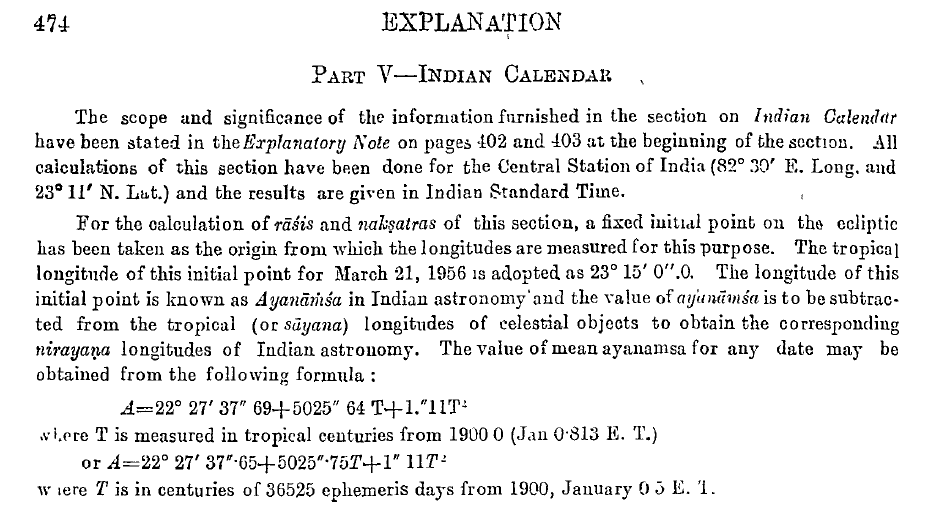 474 EXPLANATION
PART V—INDIAN CALENDAR
The scope and significance of the information furnished in the section on Indian Calendar
have been stated in the Explanatory Note on pages 402 and 403 at the beginning of the section. All
calculations of this section have been done for the Central Station of India (82° 30′ E. Long. and
23° 11′ N. Lat.) and the results are given in Indian Standard Time.
For the calculation of rāśis and nakṣatras of this section, a fixed initial point on the ecliptic
has been taken as the origin from which the longitudes are measured for this purpose. The tropical
longitude of this initial point for March 21, 1956 is adopted as 23° 15′ 0″.0. The longitude of this
initial point is known as Ayanāṁśa in Indian astronomy and the value of ayanāṁśa is to be subtrac-
ted from the tropical (or sāyana) longitudes of celestial objects to obtain the corresponding
nirayaṇa longitudes of Indian astronomy. The value of mean ayanamsa for any date may be
obtained from the following formula :
A=22° 27′ 37″ 69+5025″ 64 T+1.″11T²
where T is measured in tropical centuries from 1900 0 (Jan 0·813 E. T.)
or A=22° 27′ 37″·65+5025″·75T+1″ 11T²
where T is in centuries of 36525 ephemeris days from 1900, January 0 5 E. T.